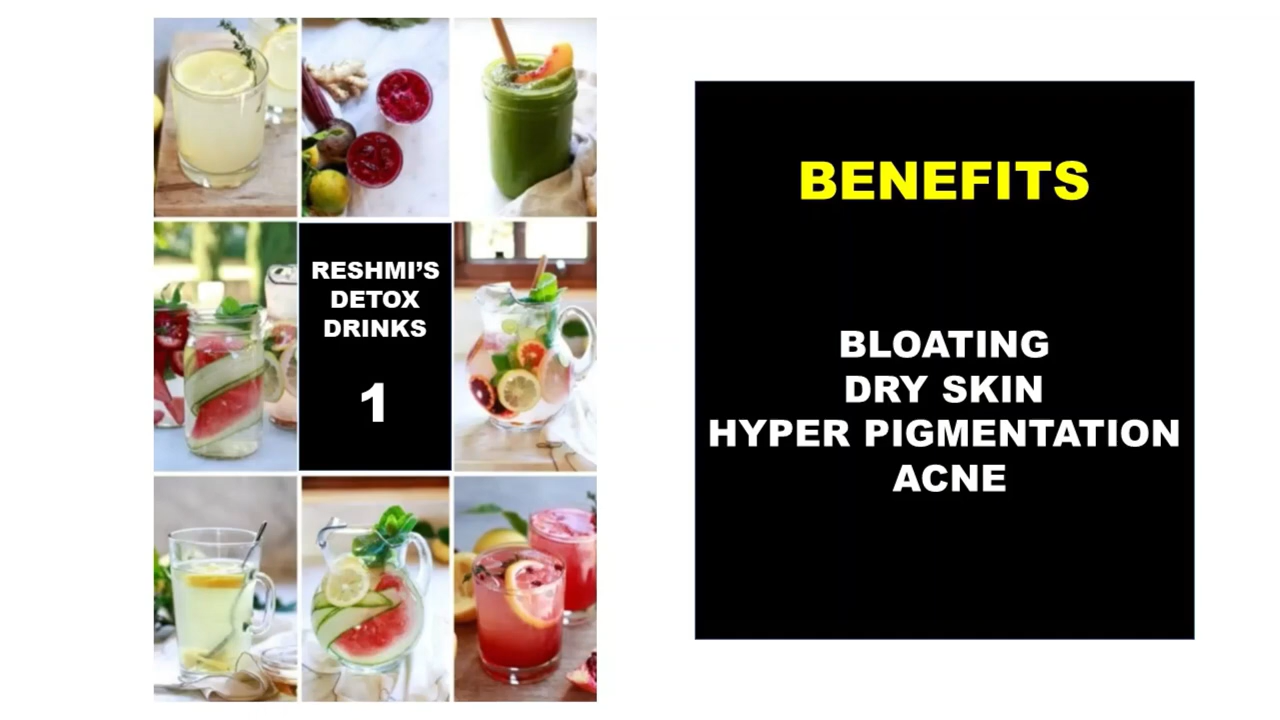 RESHMI'S
DETOX
DRINKS
1
BENEFITS
BLOATING
DRY SKIN
HYPER PIGMENTATION
ACNE